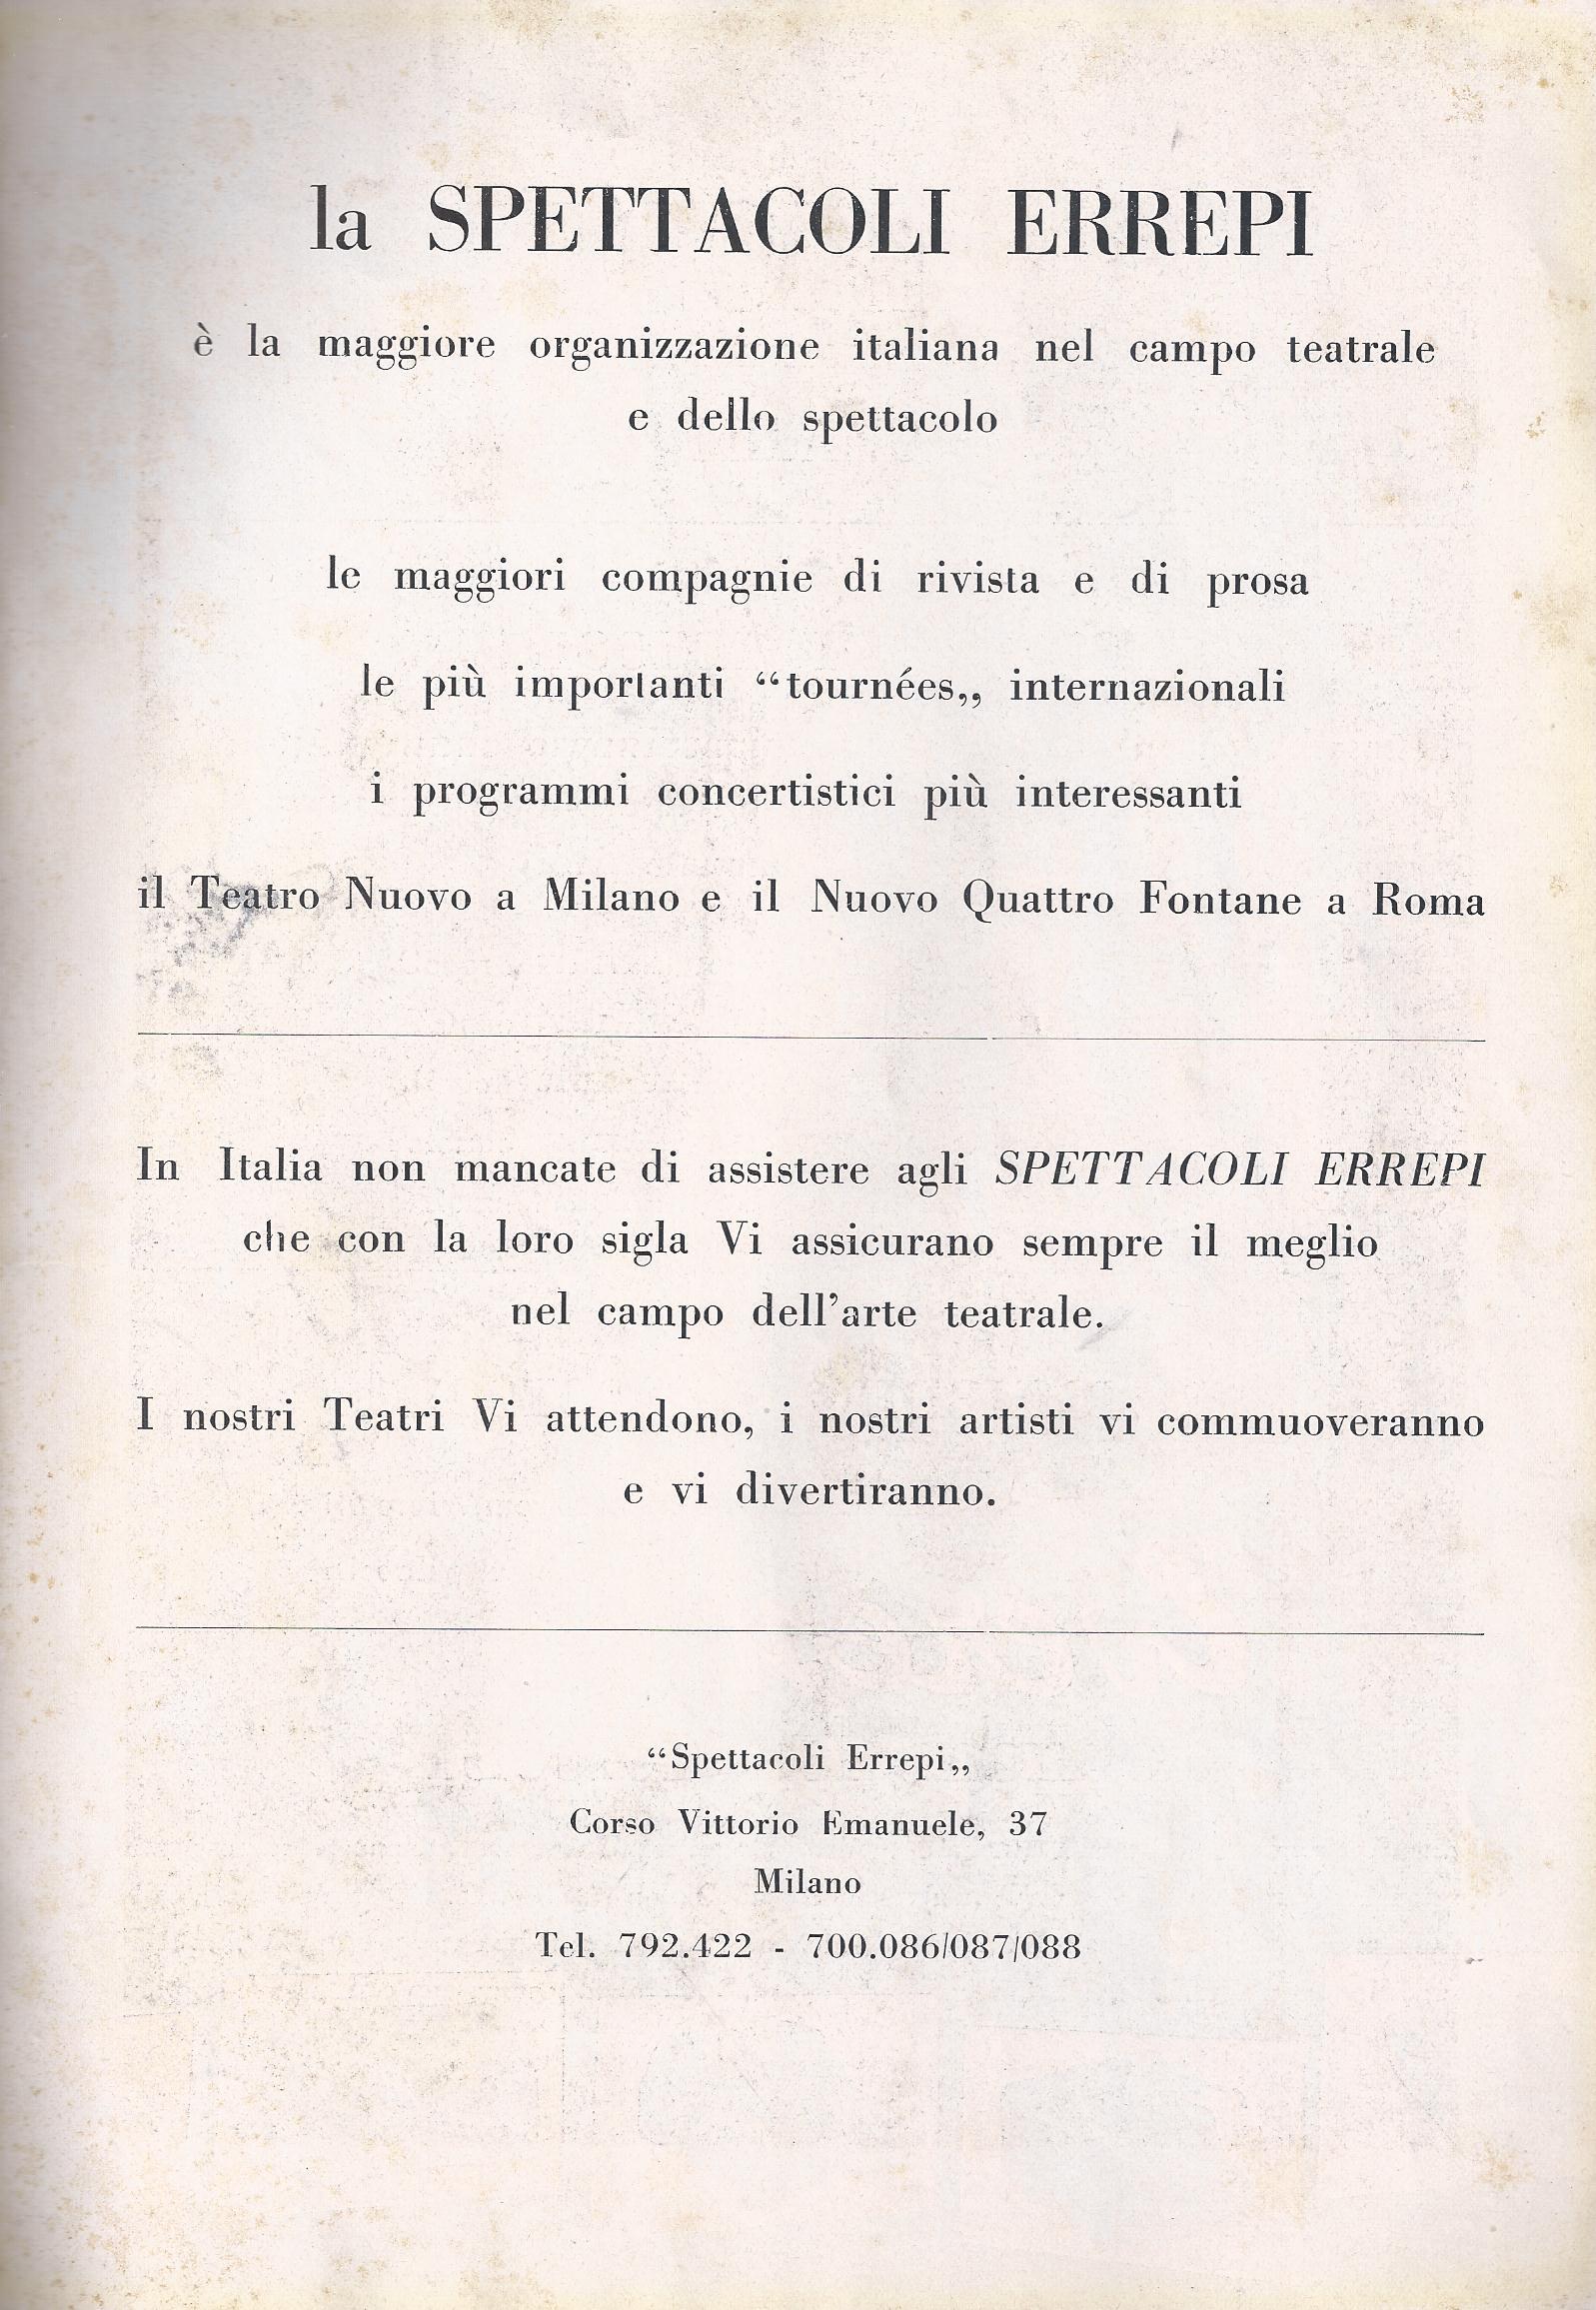 la SPETTACOLI ERREPI
è la maggiore organizzazione italiana nel campo teatrale
e dello spettacolo
le maggiori compagnie di rivista e di prosa
le più importanti “tournées„ internazionali
i programmi concertistici più interessanti
il Teatro Nuovo a Milano e il Nuovo Quattro Fontane a Roma
In Italia non mancate di assistere agli SPETTACOLI ERREPI
che con la loro sigla Vi assicurano sempre il meglio
nel campo dell’arte teatrale.
I nostri Teatri Vi attendono, i nostri artisti vi commuoveranno
e vi divertiranno.
“Spettacoli Errepi„
Corso Vittorio Emanuele, 37
Milano
Tel. 792.422 - 700.086/087/088